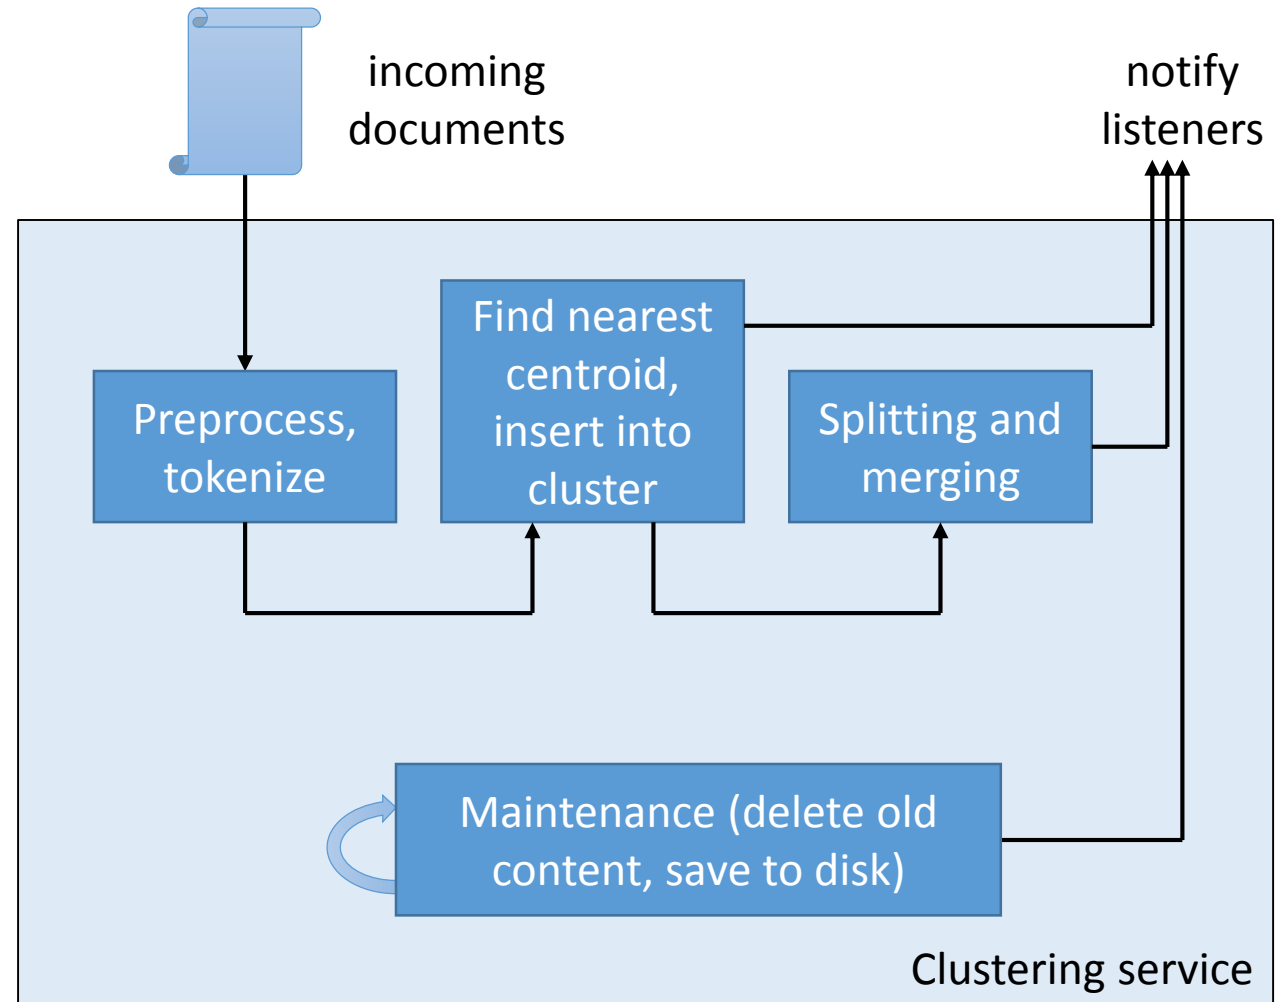 incoming
documents
notify
listeners
Preprocess,
tokenize
Find nearest
centroid,
insert into
cluster
Splitting and
merging
Maintenance (delete old
content, save to disk)
Clustering service